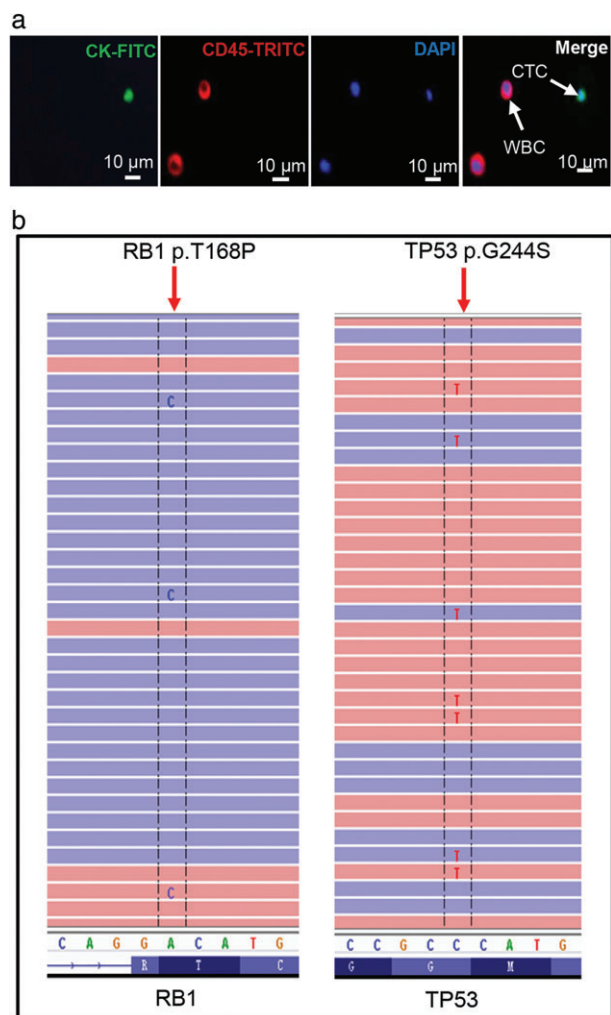 a
CK-FITC CD45-TRITC DAPI Merge
CTC
WBC
10 µm 10 µm 10 µm 10 µm
b
RB1 p.T168P TP53 p.G244S
T
C
T
C
T
T
T
T
T
C
C A G G A C A T G C C G C C C A T G
R T C G G M
RB1 TP53